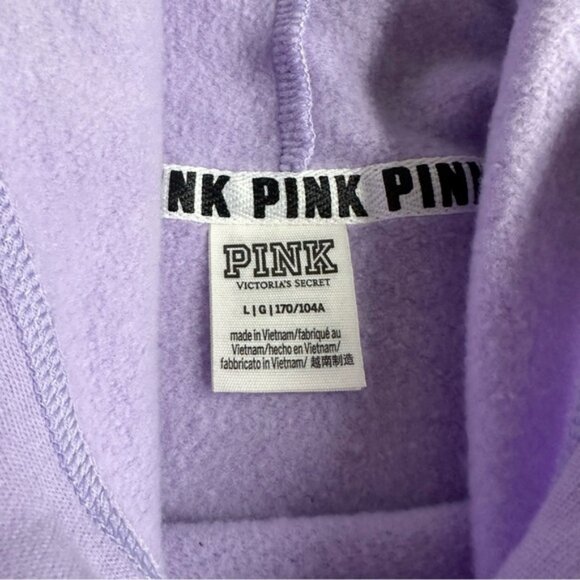 NK PINK PINK
PINK
VICTORIA'S SECRET
L|G|170/104A
made in Vietnam/fabriqué au
Vietnam/hecho en Vietnam/
fabbricato in Vietnam/ 越南制造